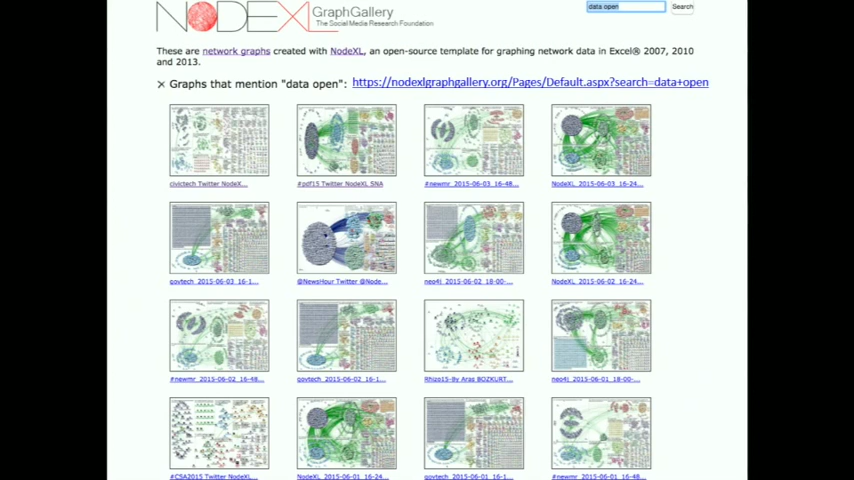 NODEXL GraphGallery
The Social Media Research Foundation
data open
Search
These are network graphs created with NodeXL, an open-source template for graphing network data in Excel® 2007, 2010
and 2013.
× Graphs that mention "data open": https://nodexlgraphgallery.org/Pages/Default.aspx?search=data+open
civictech Twitter NodeX...
#pdf15 Twitter NodeXL SNA
#newmr_2015-06-03_16-48...
NodeXL_2015-06-03_16-24...
govtech_2015-06-03_16-1...
@NewsHour Twitter @Node...
neo4j_2015-06-02_18-00-...
NodeXL_2015-06-02_16-24...
#newmr_2015-06-02_16-48...
govtech_2015-06-02_16-1...
Rhizo15-By Aras BOZKURT...
neo4j_2015-06-01_18-00-...
#CSA2015 Twitter NodeXL...
NodeXL_2015-06-01_16-24...
govtech_2015-06-01_16-1...
#newmr_2015-06-01_16-48...